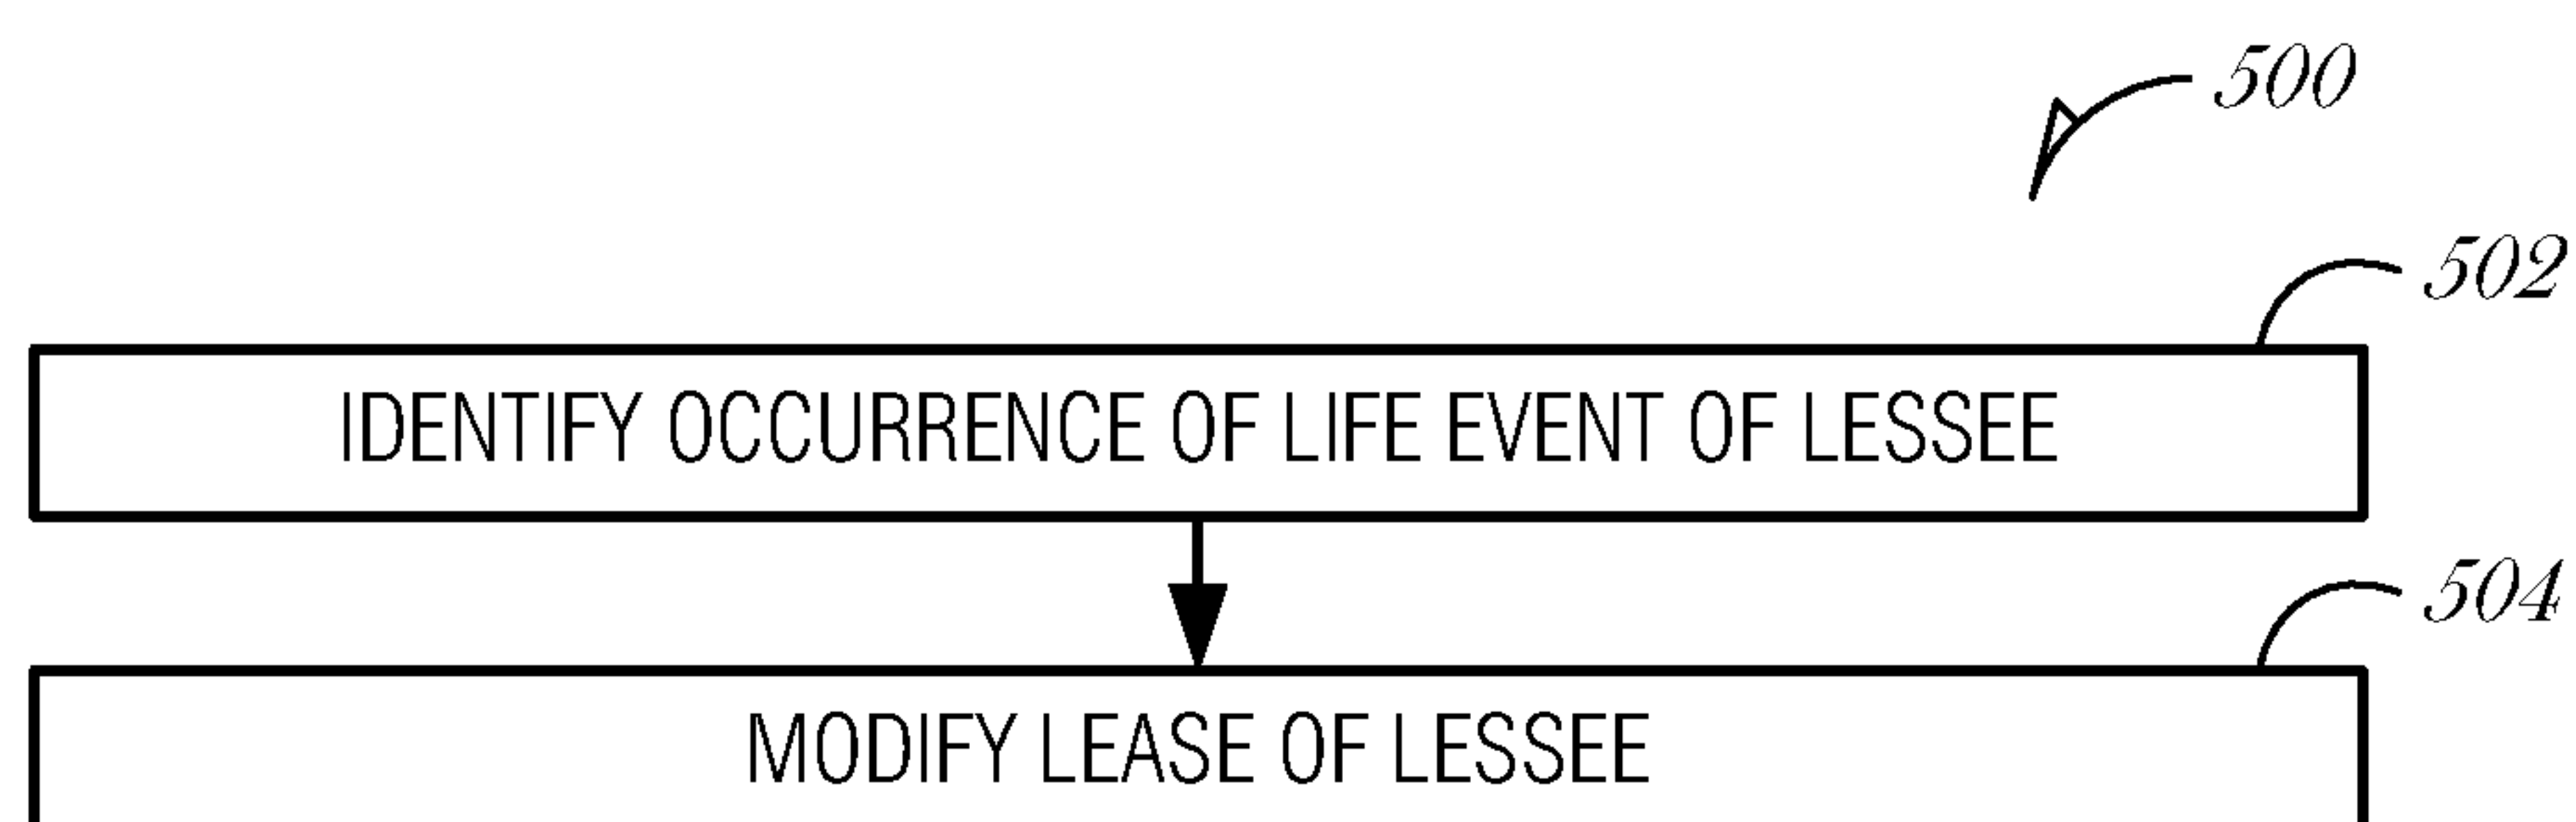 500
502
IDENTIFY OCCURRENCE OF LIFE EVENT OF LESSEE
504
MODIFY LEASE OF LESSEE